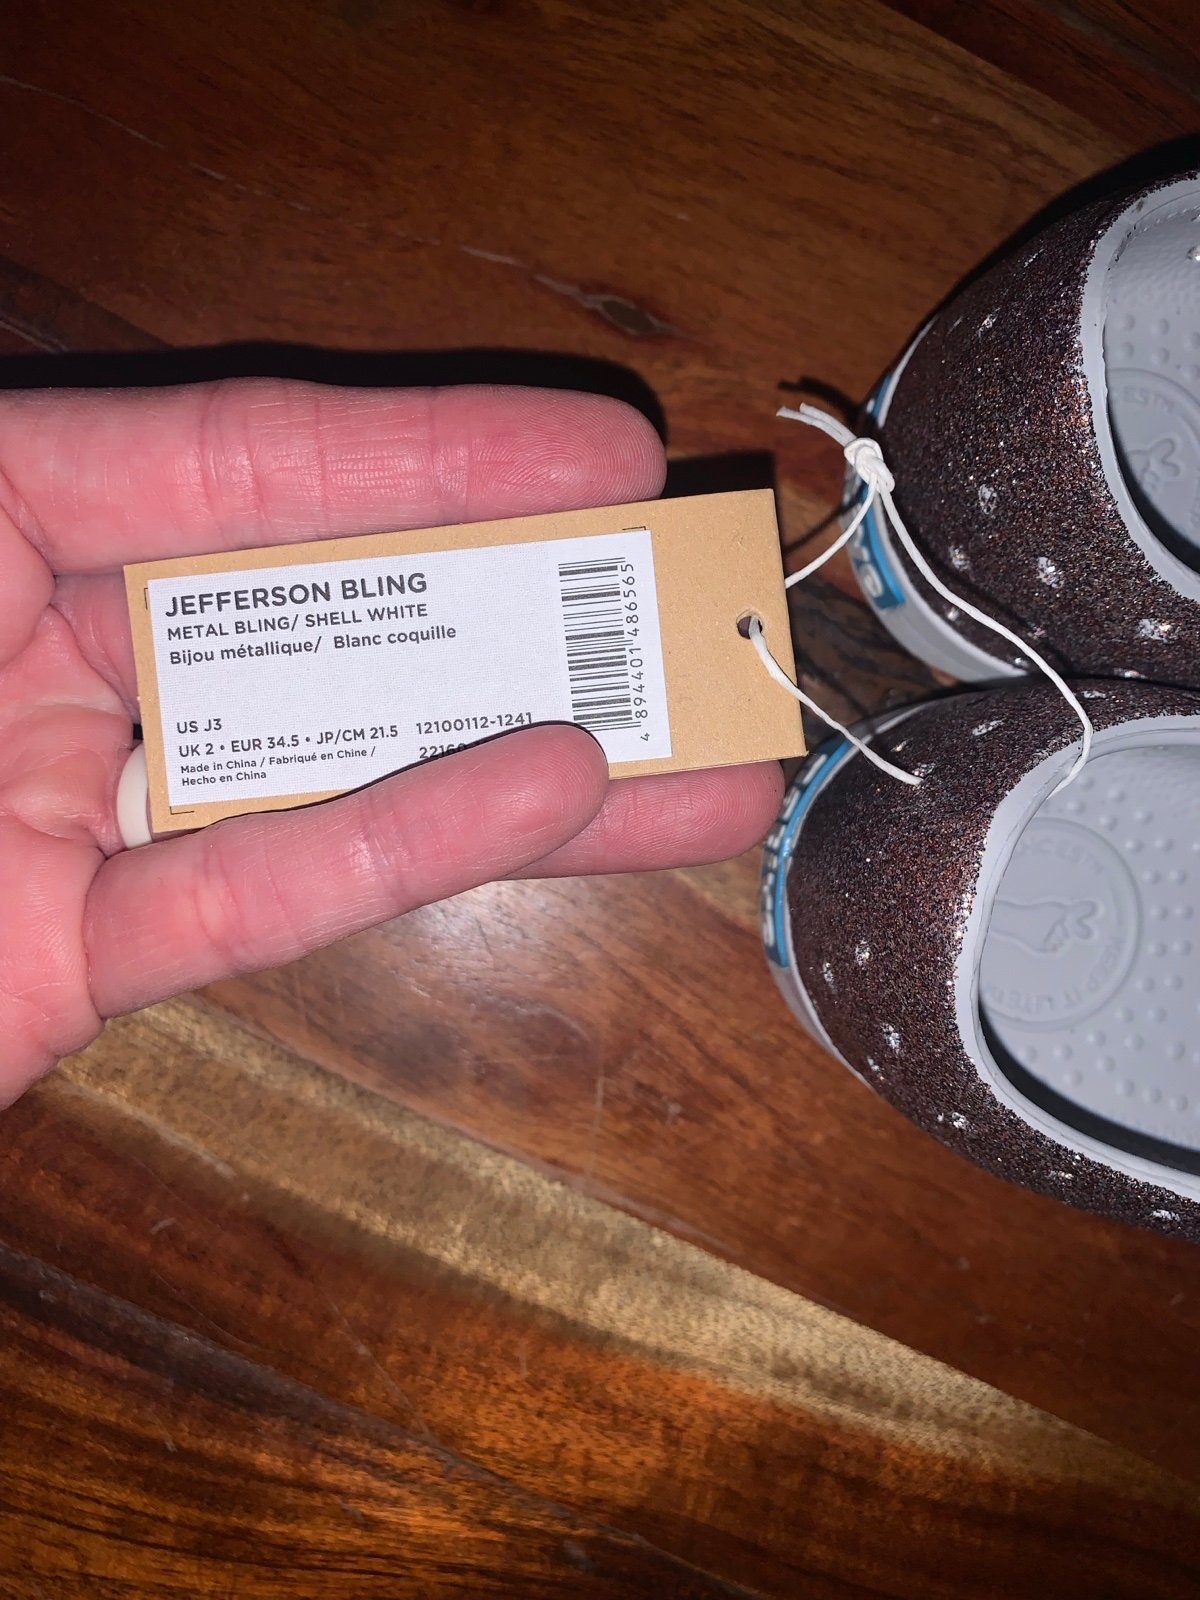 JEFFERSON BLING
METAL BLING/ SHELL WHITE
Bijou métallique/ Blanc coquille
US J3
UK 2 • EUR 34.5 • JP/CM 21.5 12100112-1241
Made in China / Fabriqué en Chine /
Hecho en China
4 894401 486565